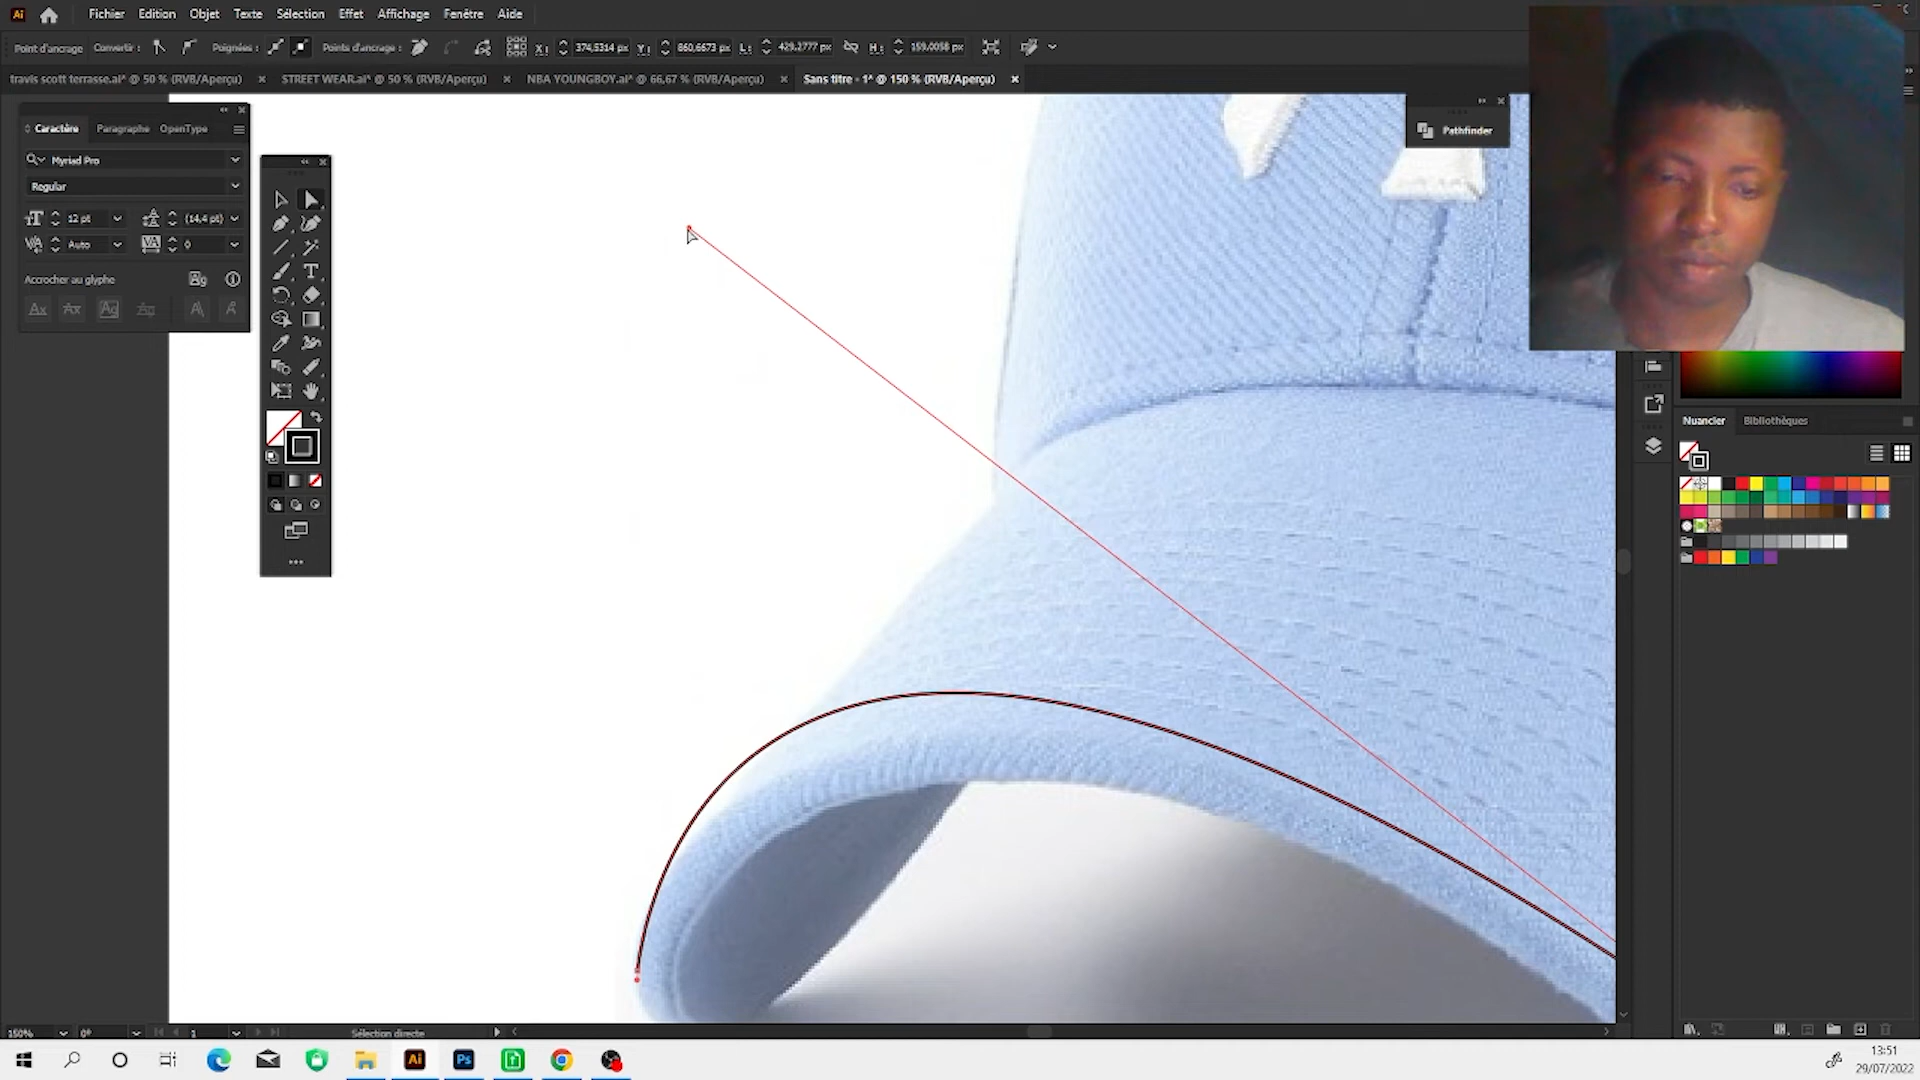 Ai Fichier Edition Objet Texte Sélection Effet Affichage Fenêtre Aide
Point d'ancrage Convertir : Poignées : Points d'ancrage : X : 374,5314 px Y : 860,6673 px L : 429,2777 px H : 159,0058 px
travis scott terrasse.ai* @ 50 % (RVB/Aperçu) STREET WEAR.ai* @ 50 % (RVB/Aperçu) NBA YOUNGBOY.ai* @ 66,67 % (RVB/Aperçu) Sans titre - 1* @ 150 % (RVB/Aperçu)
Caractère Paragraphe OpenType
Pathfinder
Myriad Pro
Regular
12 pt (14,4 pt)
Auto 0
Accrocher au glyphe
Nuancier Bibliothèques
150% 0° 1 Sélection directe
Ai Ps
13:51
29/07/2022